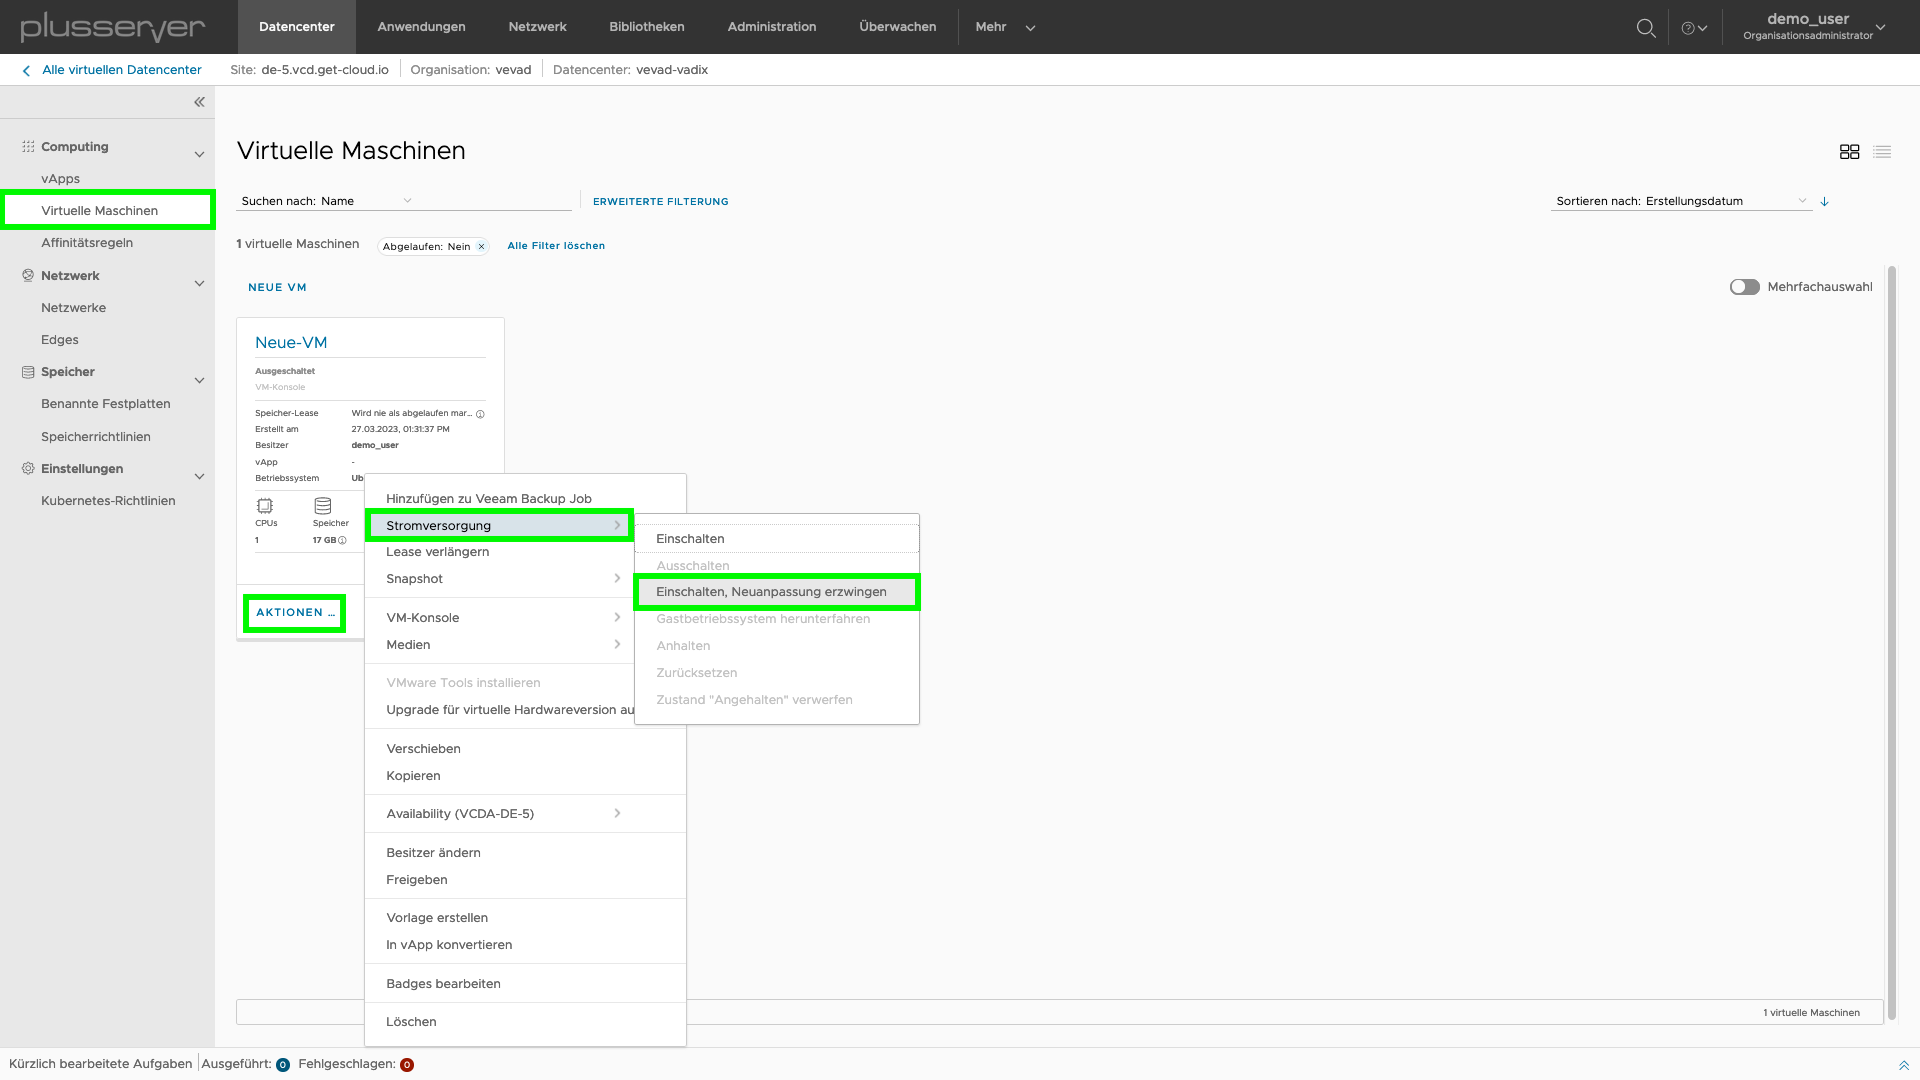 plusserver
Datencenter
Anwendungen
Netzwerk
Bibliotheken
Administration
Überwachen
Mehr
demo_user
Organisationsadministrator
Alle virtuellen Datencenter
Site: de-5.vcd.get-cloud.io
Organisation: vevad
Datencenter: vevad-vadix
Computing
vApps
Virtuelle Maschinen
Affinitätsregeln
Netzwerk
Netzwerke
Edges
Speicher
Benannte Festplatten
Speicherrichtlinien
Einstellungen
Kubernetes-Richtlinien
Virtuelle Maschinen
Suchen nach: Name
ERWEITERTE FILTERUNG
Sortieren nach: Erstellungsdatum
1 virtuelle Maschinen
Abgelaufen: Nein
Alle Filter löschen
NEUE VM
Mehrfachauswahl
Neue-VM
Ausgeschaltet
VM-Konsole
Speicher-Lease Wird nie als abgelaufen mar...
Erstellt am 27.03.2023, 01:31:37 PM
Besitzer demo_user
vApp -
Betriebssystem Ub
CPUs
1
Speicher
17 GB
AKTIONEN ...
Hinzufügen zu Veeam Backup Job
Stromversorgung
Lease verlängern
Snapshot
VM-Konsole
Medien
VMware Tools installieren
Upgrade für virtuelle Hardwareversion au
Verschieben
Kopieren
Availability (VCDA-DE-5)
Besitzer ändern
Freigeben
Vorlage erstellen
In vApp konvertieren
Badges bearbeiten
Löschen
Einschalten
Ausschalten
Einschalten, Neuanpassung erzwingen
Gastbetriebssystem herunterfahren
Anhalten
Zurücksetzen
Zustand "Angehalten" verwerfen
1 virtuelle Maschinen
Kürzlich bearbeitete Aufgaben
Ausgeführt: 0
Fehlgeschlagen: 0